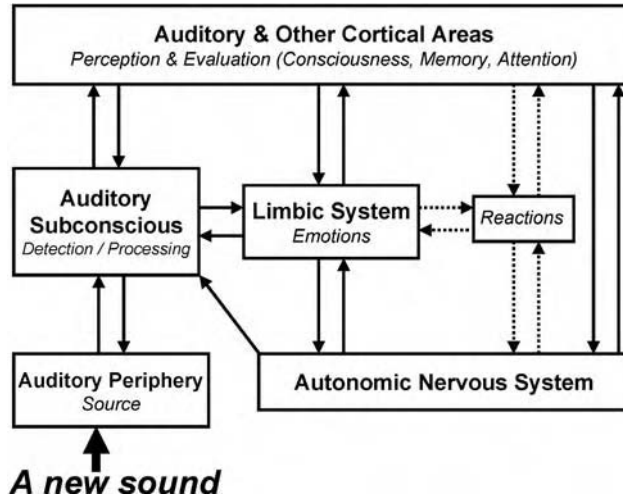 Auditory & Other Cortical Areas
Perception & Evaluation (Consciousness, Memory, Attention)
Auditory
Subconscious
Detection / Processing
Limbic System
Emotions
Reactions
Auditory Periphery
Source
Autonomic Nervous System
A new sound